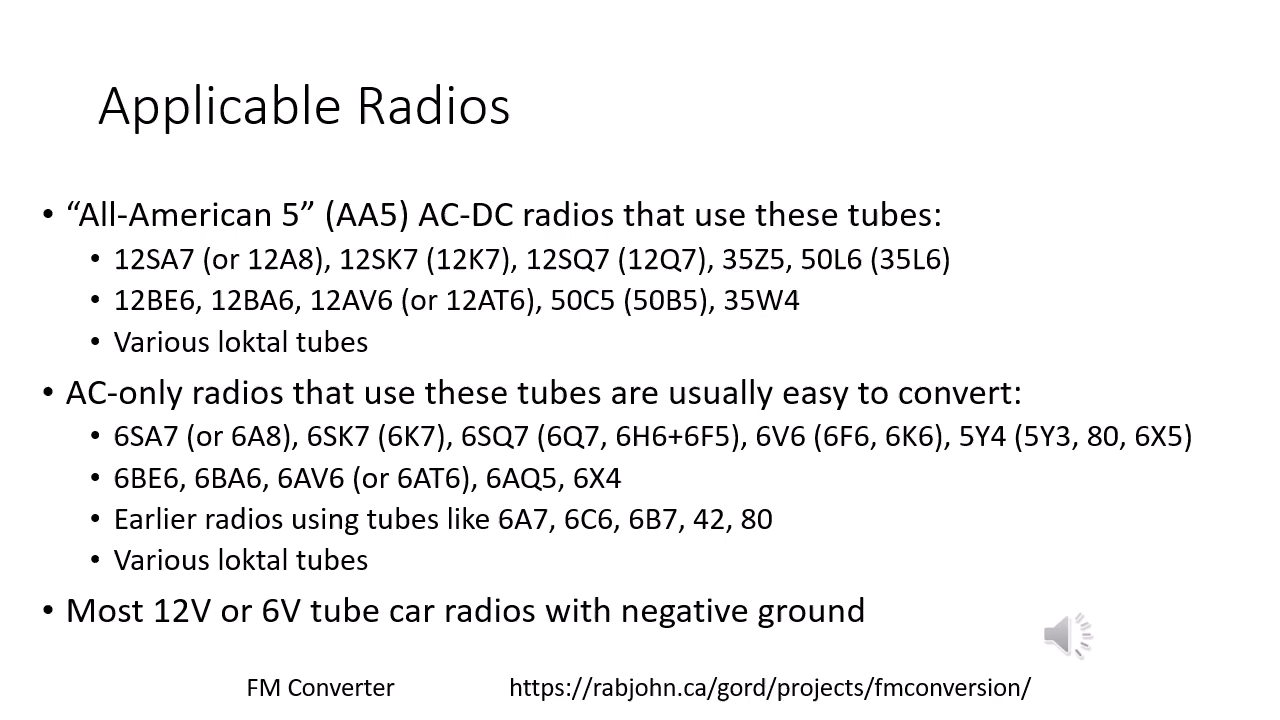 Applicable Radios
• “All-American 5” (AA5) AC-DC radios that use these tubes:
• 12SA7 (or 12A8), 12SK7 (12K7), 12SQ7 (12Q7), 35Z5, 50L6 (35L6)
• 12BE6, 12BA6, 12AV6 (or 12AT6), 50C5 (50B5), 35W4
• Various loktal tubes
• AC-only radios that use these tubes are usually easy to convert:
• 6SA7 (or 6A8), 6SK7 (6K7), 6SQ7 (6Q7, 6H6+6F5), 6V6 (6F6, 6K6), 5Y4 (5Y3, 80, 6X5)
• 6BE6, 6BA6, 6AV6 (or 6AT6), 6AQ5, 6X4
• Earlier radios using tubes like 6A7, 6C6, 6B7, 42, 80
• Various loktal tubes
• Most 12V or 6V tube car radios with negative ground
FM Converter https://rabjohn.ca/gord/projects/fmconversion/